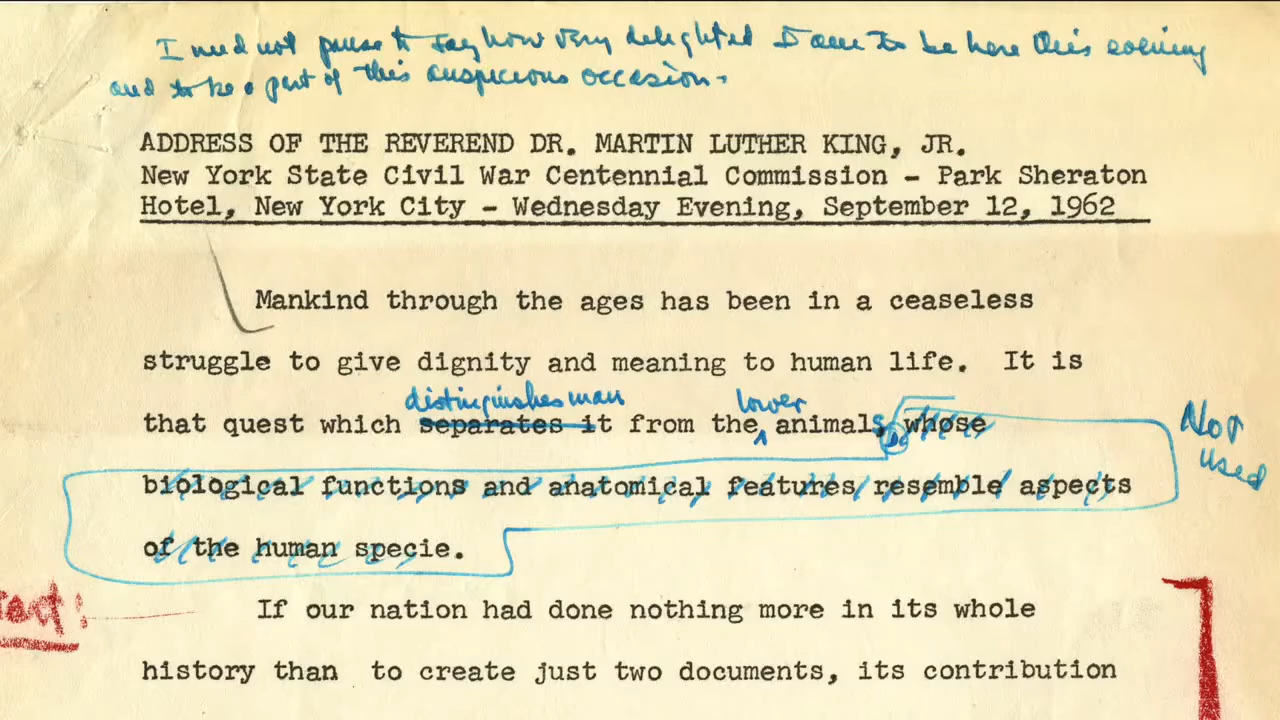 I need not pause to say how very delighted I am to be here this evening
and to be a part of this auspicious occasion.
ADDRESS OF THE REVEREND DR. MARTIN LUTHER KING, JR.
New York State Civil War Centennial Commission - Park Sheraton
Hotel, New York City - Wednesday Evening, September 12, 1962
Mankind through the ages has been in a ceaseless
struggle to give dignity and meaning to human life. It is
distinguishes man lower
that quest which separates it from the animals, whose
Not
used
biological functions and anatomical features resemble aspects
of the human specie.
If our nation had done nothing more in its whole
history than to create just two documents, its contribution